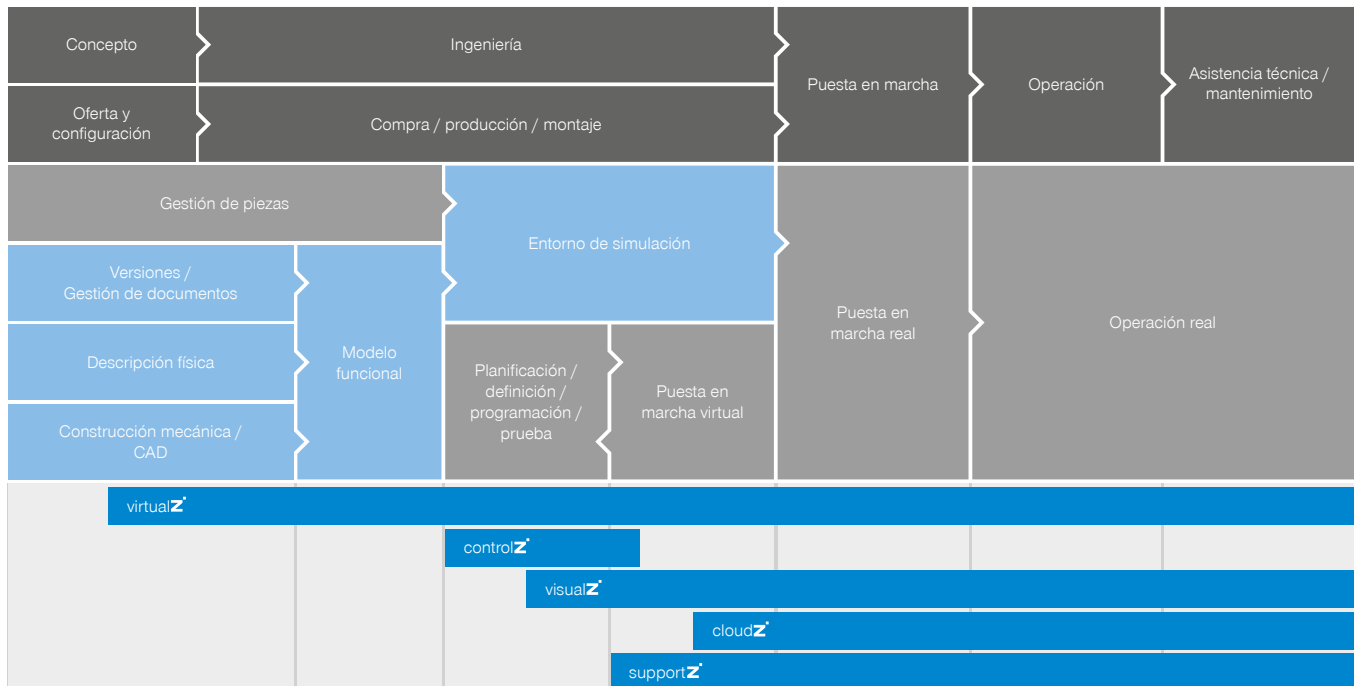 Concepto
Ingeniería
Puesta en marcha
Operación
Asistencia técnica /
mantenimiento
Oferta y
configuración
Compra / producción / montaje
Gestión de piezas
Entorno de simulación
Versiones /
Gestión de documentos
Descripción física
Construcción mecánica /
CAD
Modelo
funcional
Planificación /
definición /
programación /
prueba
Puesta en
marcha virtual
Puesta en
marcha real
Operación real
virtualz
controlz
visualz
cloudz
supportz